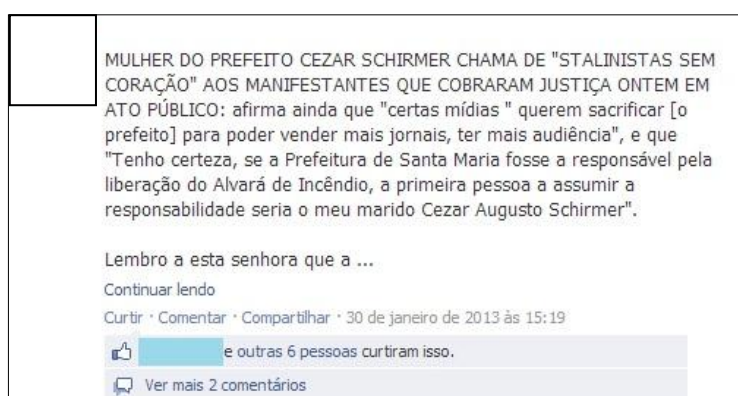 MULHER DO PREFEITO CEZAR SCHIRMER CHAMA DE "STALINISTAS SEM
CORAÇÃO" AOS MANIFESTANTES QUE COBRARAM JUSTIÇA ONTEM EM
ATO PÚBLICO: afirma ainda que "certas mídias " querem sacrificar [o
prefeito] para poder vender mais jornais, ter mais audiência", e que
"Tenho certeza, se a Prefeitura de Santa Maria fosse a responsável pela
liberação do Alvará de Incêndio, a primeira pessoa a assumir a
responsabilidade seria o meu marido Cezar Augusto Schirmer".
Lembro a esta senhora que a ...
Continuar lendo
Curtir · Comentar · Compartilhar · 30 de janeiro de 2013 às 15:19
e outras 6 pessoas curtiram isso.
Ver mais 2 comentários